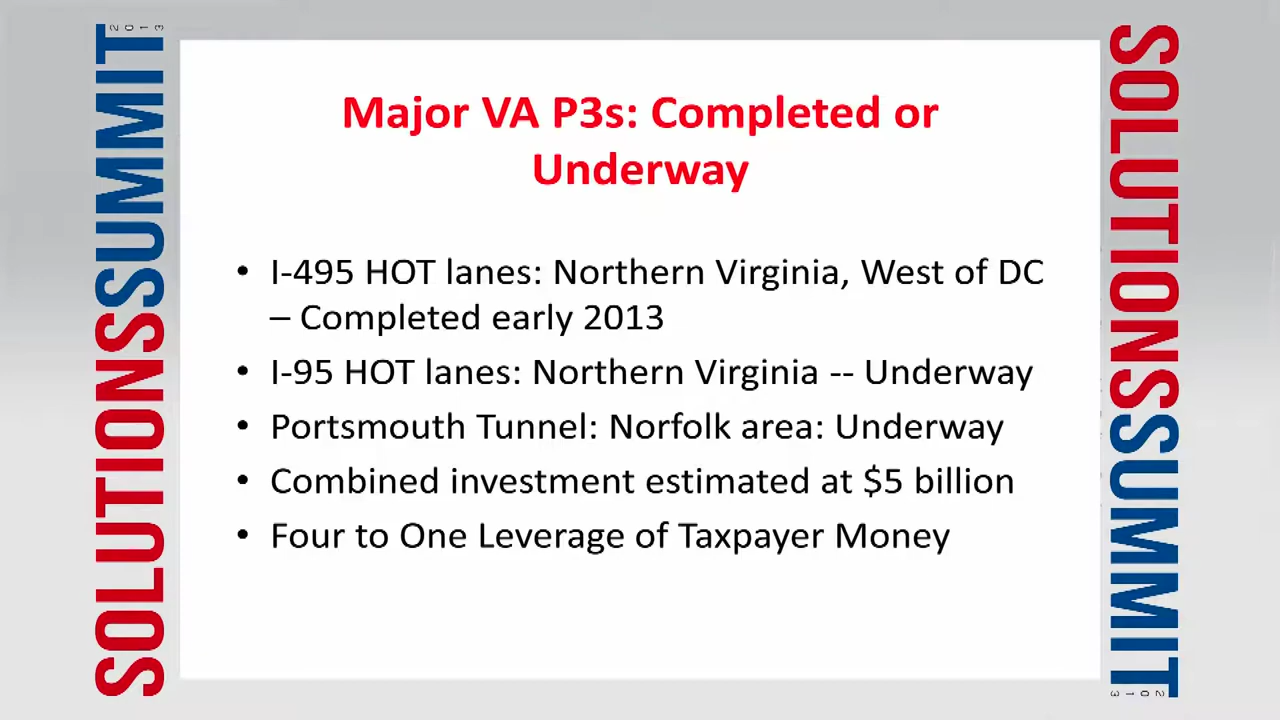 SOLUTIONSSUMMIT
2013
Major VA P3s: Completed or
Underway
• I-495 HOT lanes: Northern Virginia, West of DC
– Completed early 2013
• I-95 HOT lanes: Northern Virginia -- Underway
• Portsmouth Tunnel: Norfolk area: Underway
• Combined investment estimated at $5 billion
• Four to One Leverage of Taxpayer Money
SOLUTIONSSUMMIT
2013